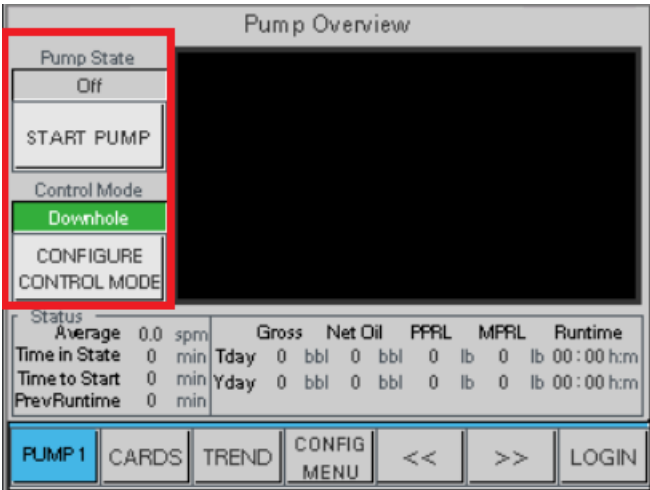 Pump Overview
Pump State
Off
START PUMP
Control Mode
Downhole
CONFIGURE
CONTROL MODE
Status
Average 0.0 spm
Time in State 0 min
Time to Start 0 min
PrevRuntime 0 min
Gross Net Oil PPRL MPRL Runtime
Tday 0 bbl 0 bbl 0 lb 0 lb 00:00 h:m
Yday 0 bbl 0 bbl 0 lb 0 lb 00:00 h:m
PUMP 1 CARDS TREND CONFIG MENU << >> LOGIN